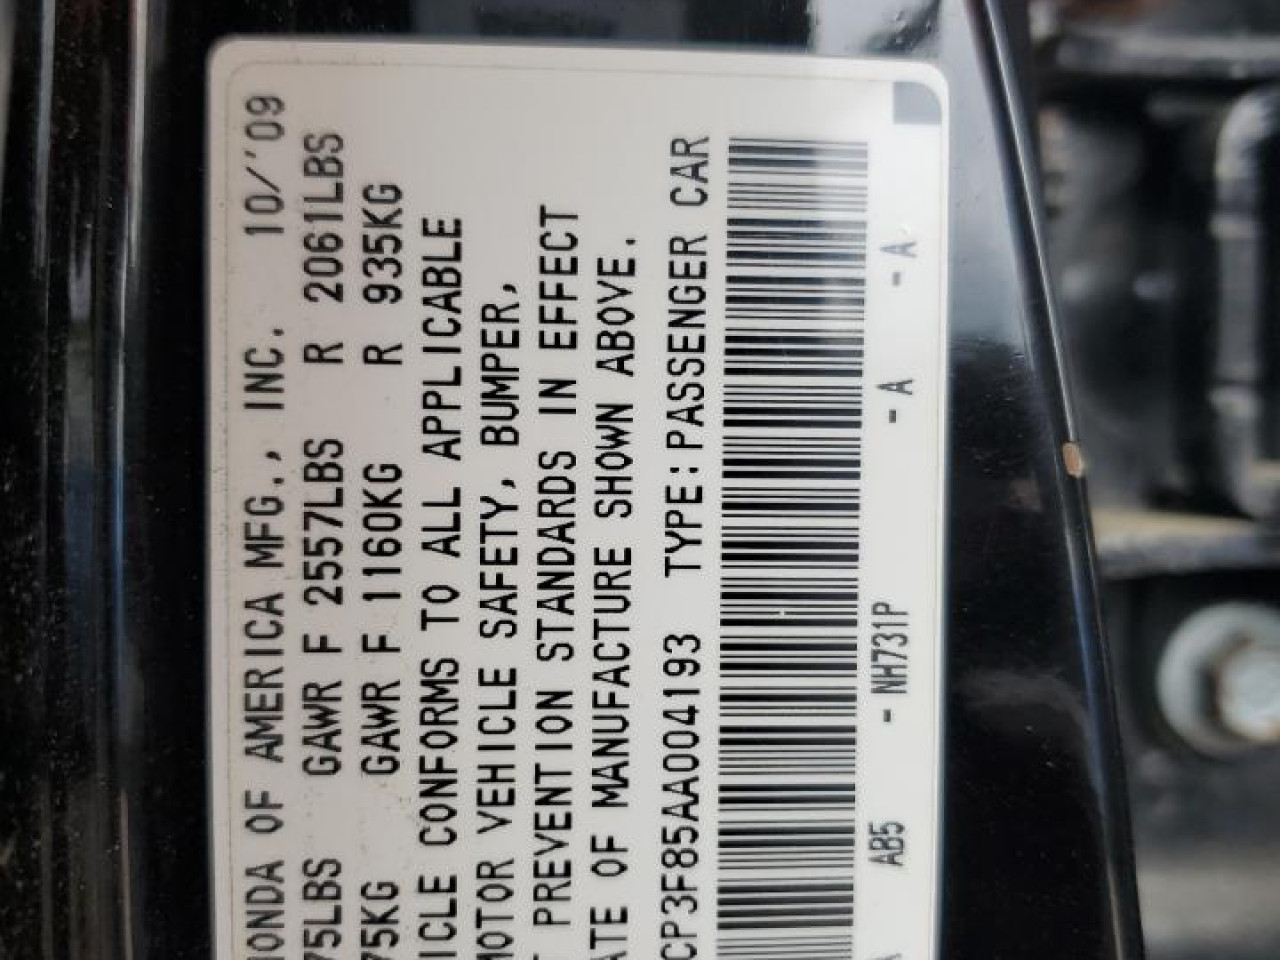 HONDA OF AMERICA MFG., INC. 10/'09
75LBS GAWR F 2557LBS R 2061LBS
75KG GAWR F 1160KG R 935KG
ICLE CONFORMS TO ALL APPLICABLE
MOTOR VEHICLE SAFETY, BUMPER,
T PREVENTION STANDARDS IN EFFECT
ATE OF MANUFACTURE SHOWN ABOVE.
CP3F85AA004193 TYPE:PASSENGER CAR
AB5 - NH731P - A - A